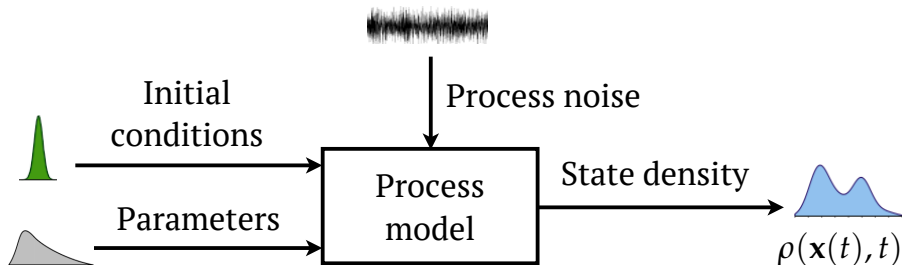 Process noise
Initial
conditions
Parameters
Process
model
State density
ρ(𝐱(t), t)